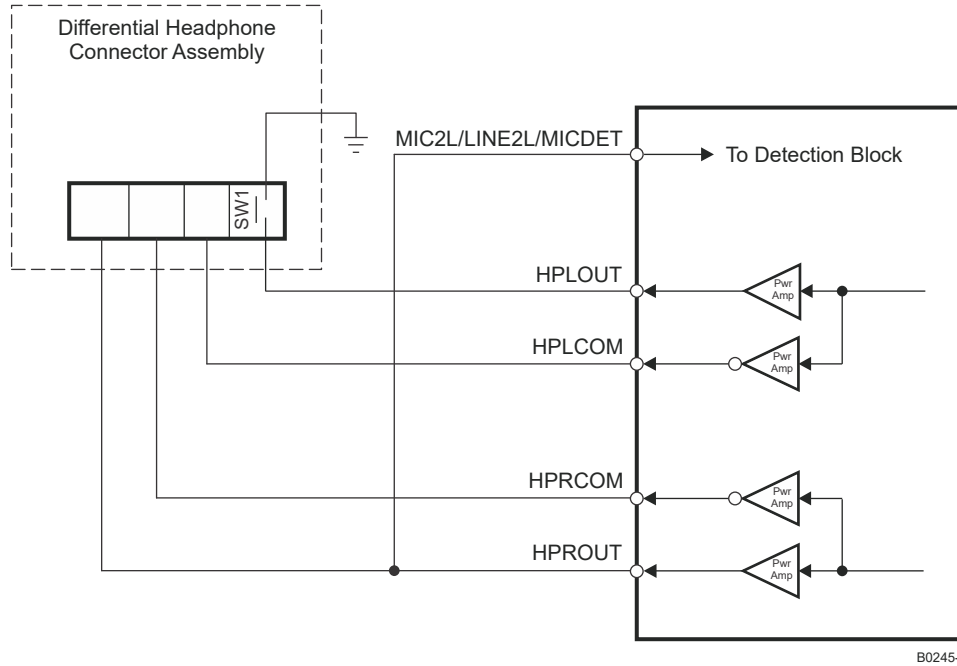 Differential Headphone
Connector Assembly
MIC2L/LINE2L/MICDET
To Detection Block
SW1
HPLOUT
Pwr
Amp
HPLCOM
Pwr
Amp
HPRCOM
Pwr
Amp
HPROUT
Pwr
Amp
B0245-